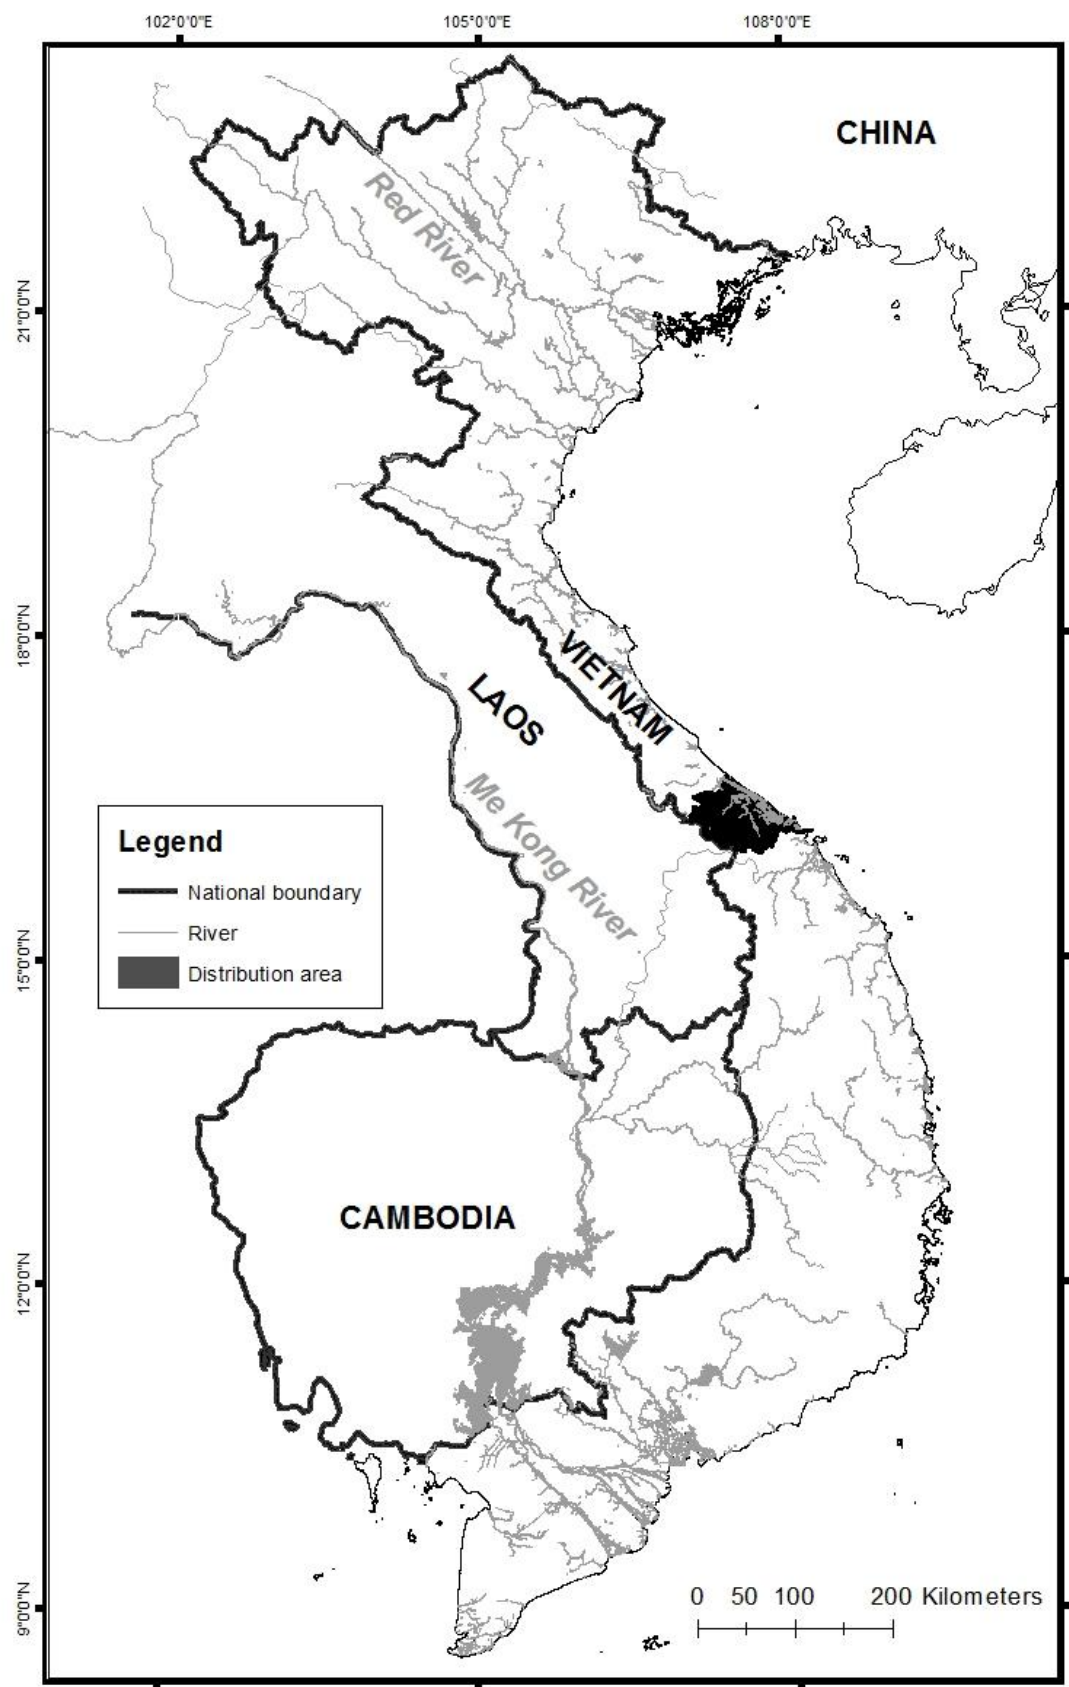 102°0'0"E 105°0'0"E 108°0'0"E
CHINA
Red River
21°0'0"N
18°0'0"N
VIETNAM
LAOS
Me Kong River
Legend
National boundary
River
Distribution area
15°0'0"N
CAMBODIA
12°0'0"N
0 50 100 200 Kilometers
9°0'0"N